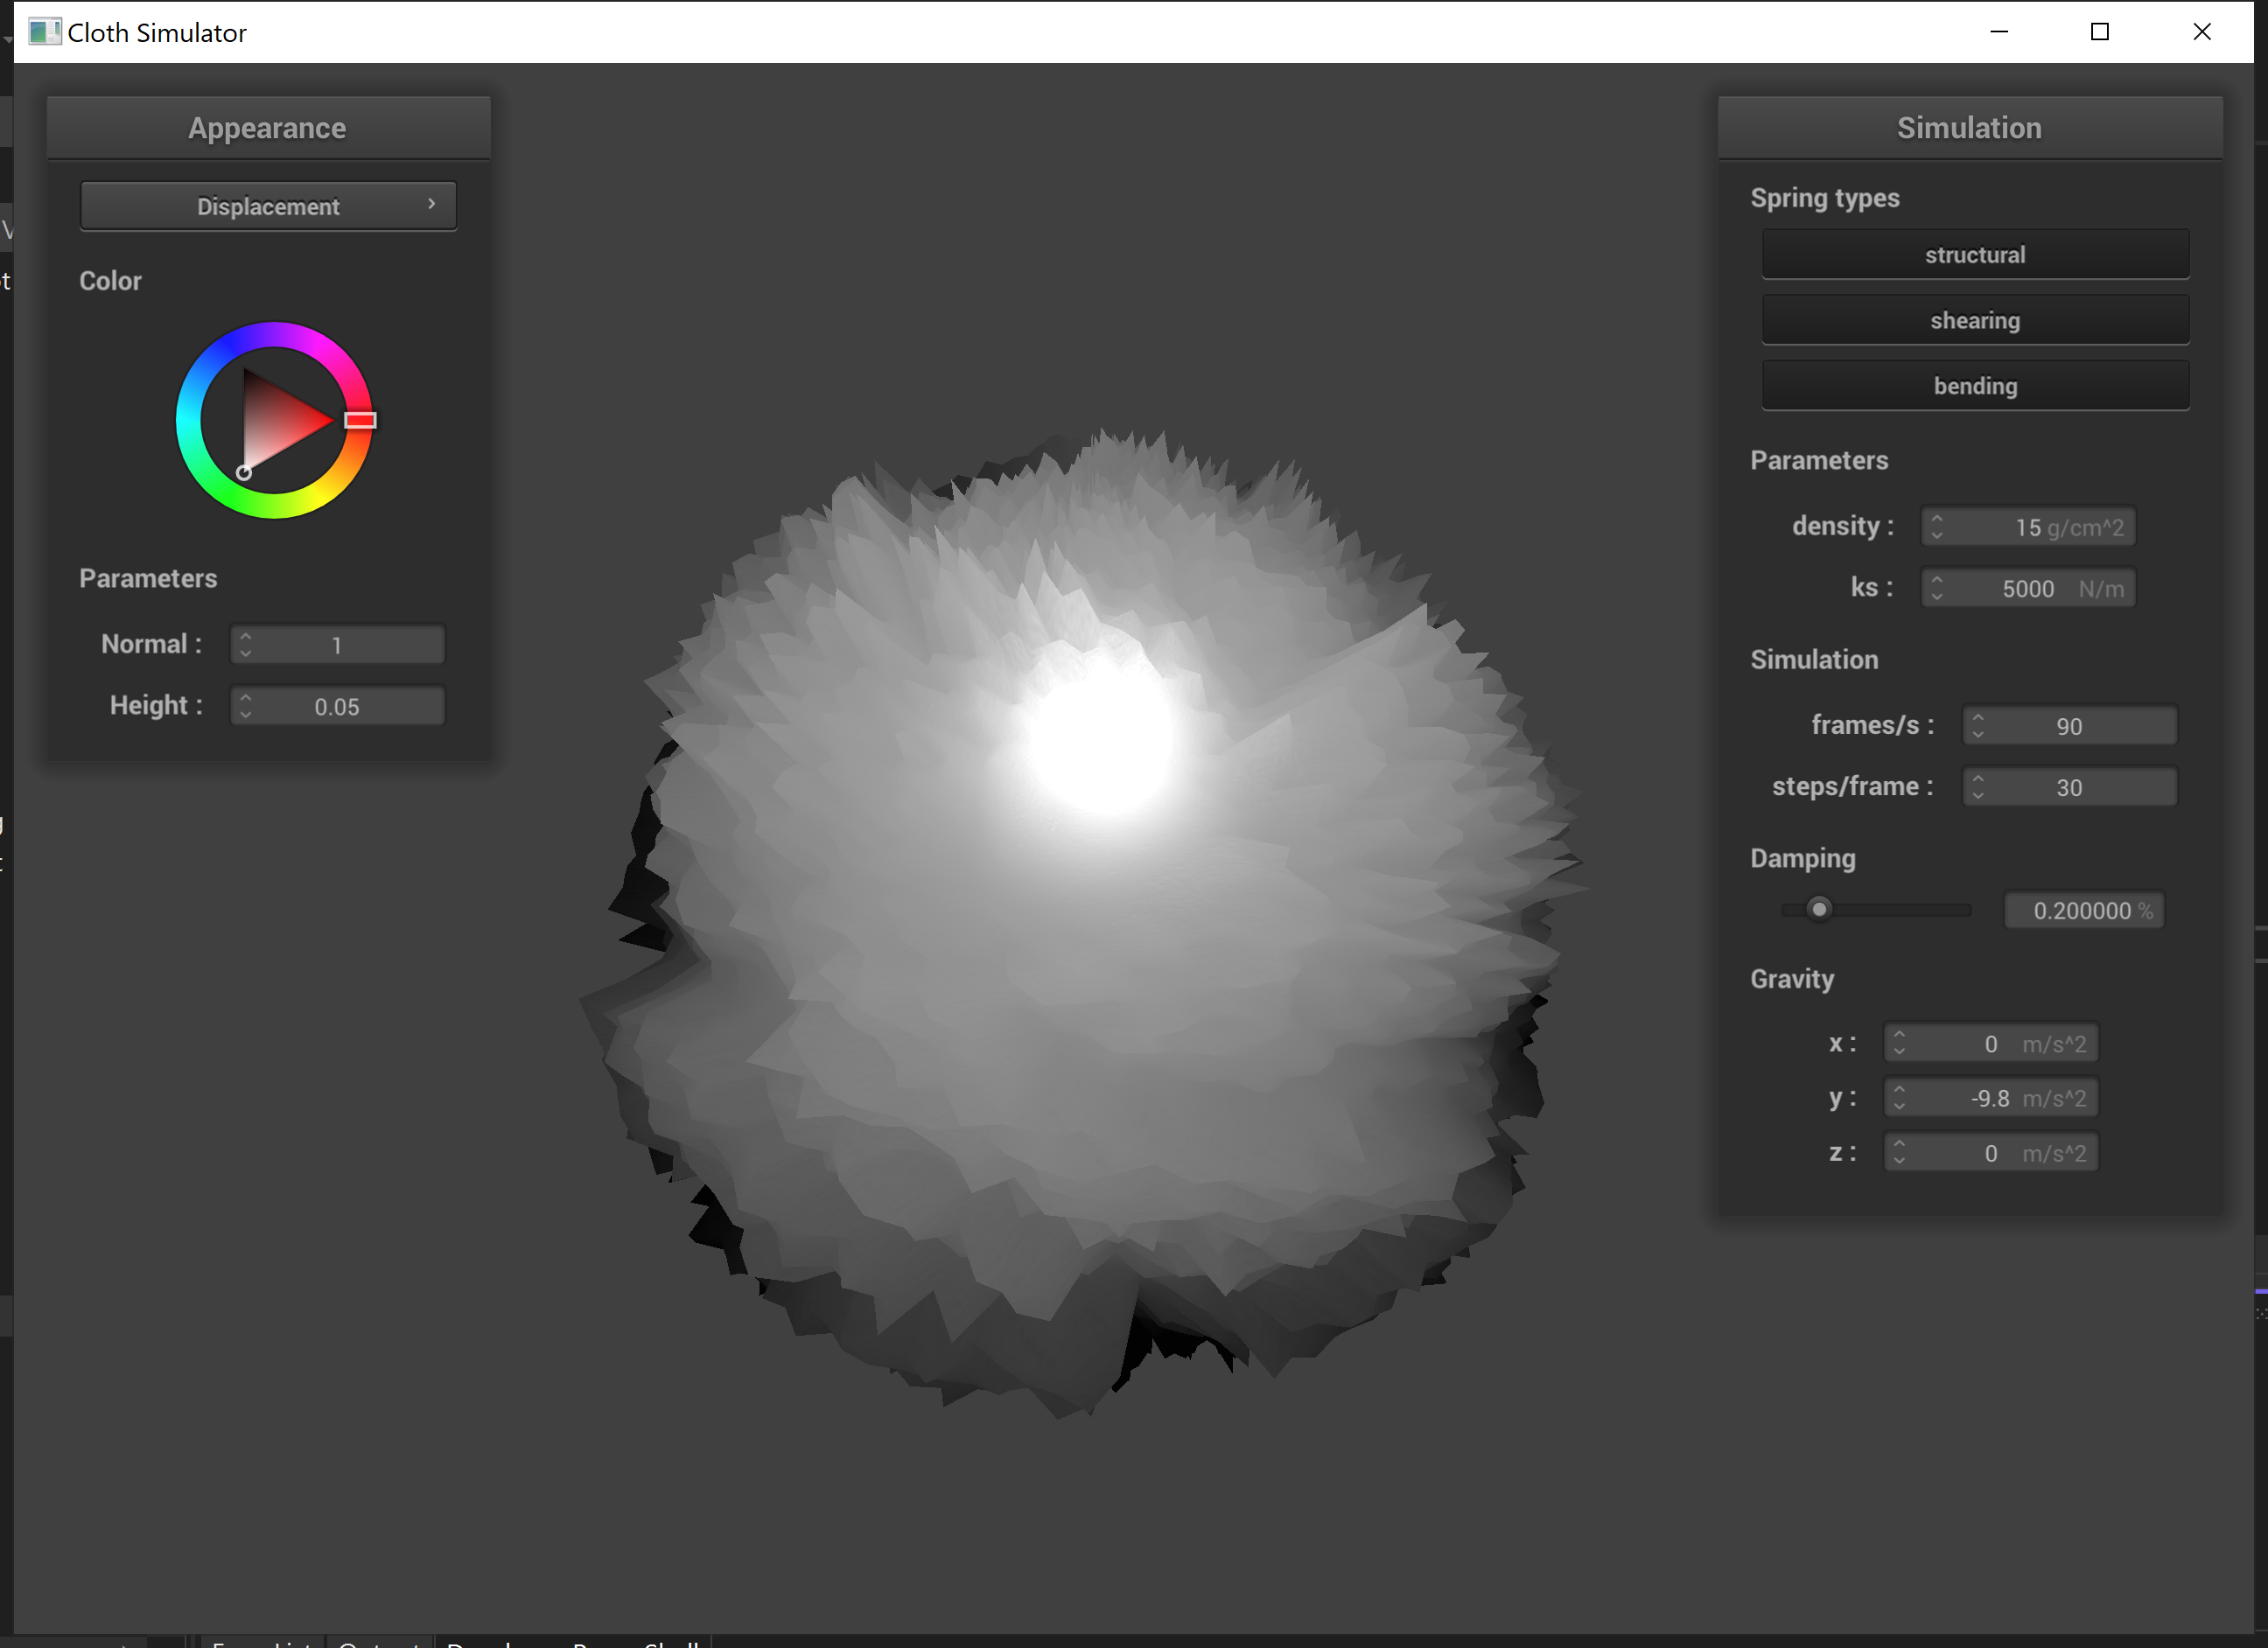 Cloth Simulator
Appearance
Displacement
Color
Parameters
Normal : 1
Height : 0.05
Simulation
Spring types
structural
shearing
bending
Parameters
density : 15 g/cm^2
ks : 5000 N/m
Simulation
frames/s : 90
steps/frame : 30
Damping
0.200000 %
Gravity
x : 0 m/s^2
y : -9.8 m/s^2
z : 0 m/s^2